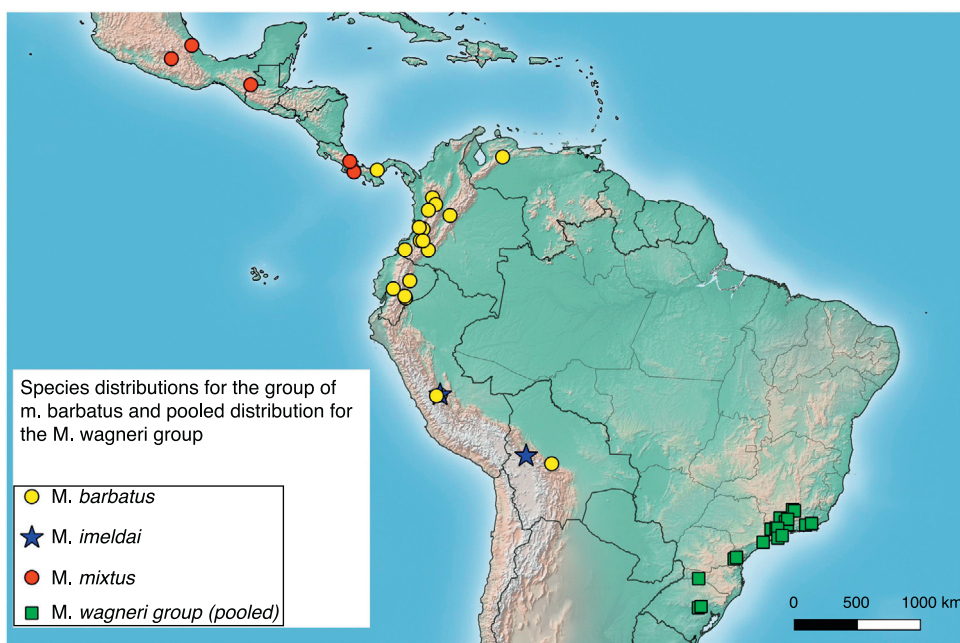 Species distributions for the group of
m. barbatus and pooled distribution for
the M. wagneri group
M. barbatus
M. imeldai
M. mixtus
M. wagneri group (pooled)
0 500 1000 km